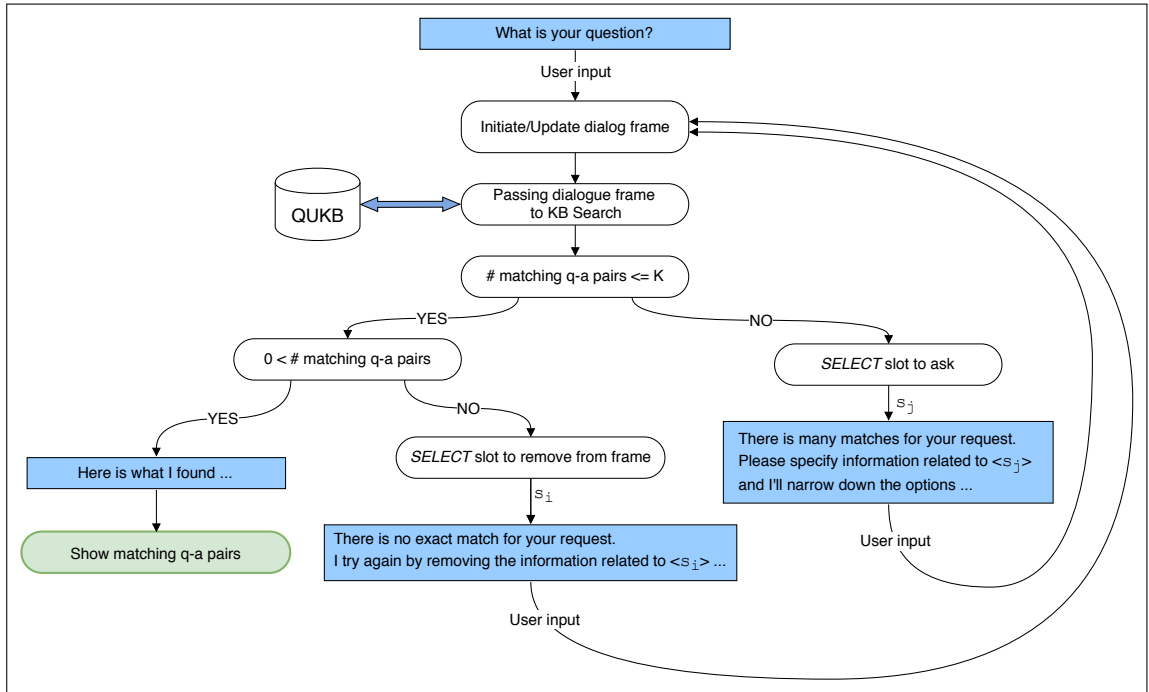 What is your question?
User input
Initiate/Update dialog frame
Passing dialogue frame
to KB Search
QUKB
# matching q-a pairs <= K
YES
NO
0 < # matching q-a pairs
SELECT slot to ask
YES
NO
s_j
Here is what I found ...
SELECT slot to remove from frame
There is many matches for your request.
Please specify information related to <s_j>
and I'll narrow down the options ...
s_i
Show matching q-a pairs
There is no exact match for your request.
I try again by removing the information related to <s_i> ...
User input
User input